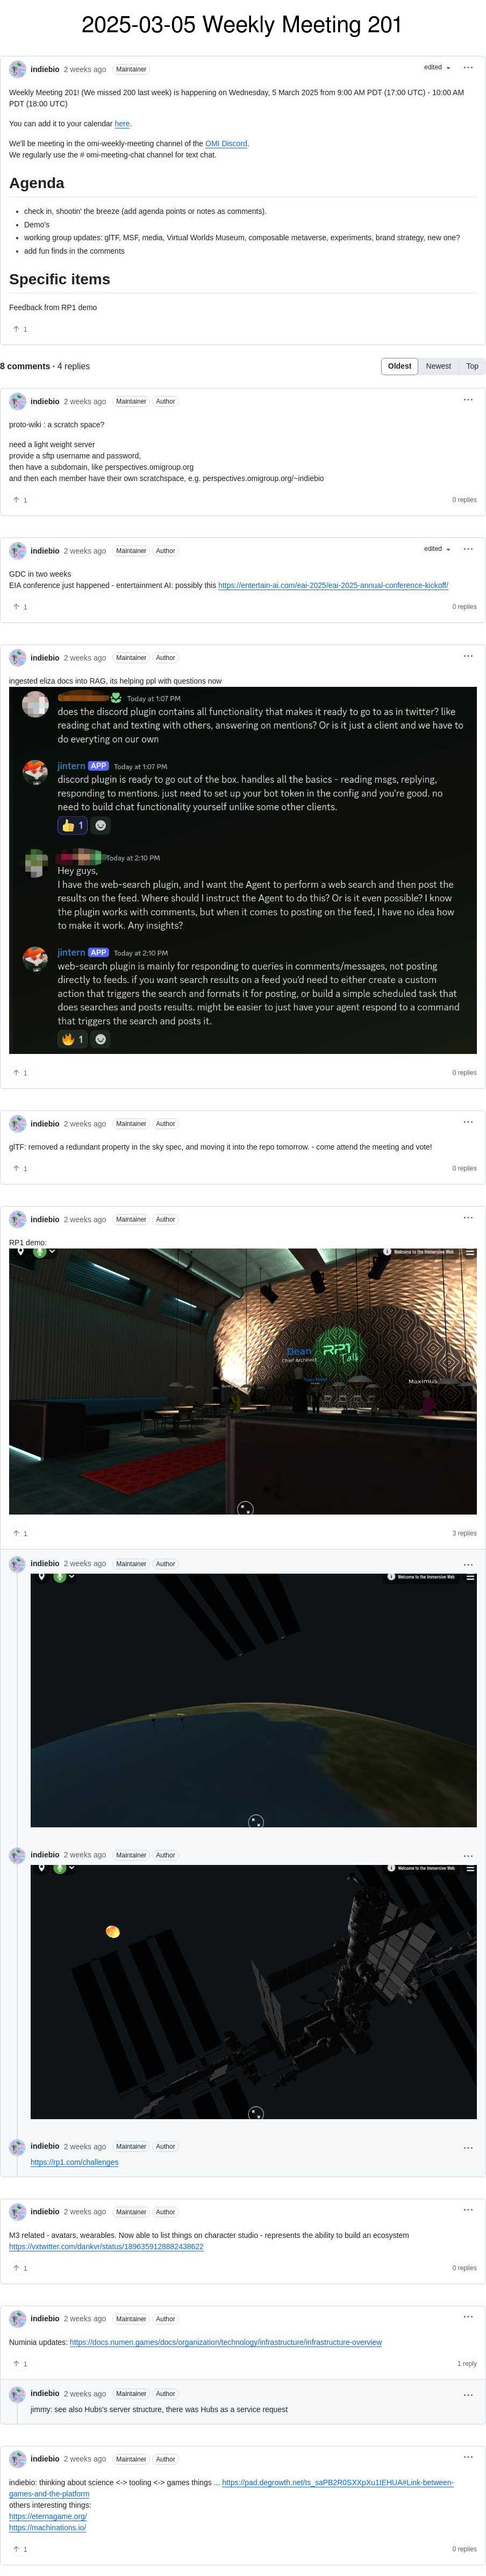 2025-03-05 Weekly Meeting 201
indiebio 2 weeks ago Maintainer edited
Weekly Meeting 201! (We missed 200 last week) is happening on Wednesday, 5 March 2025 from 9:00 AM PDT (17:00 UTC) - 10:00 AM
PDT (18:00 UTC)
You can add it to your calendar here.
We'll be meeting in the omi-weekly-meeting channel of the OMI Discord.
We regularly use the # omi-meeting-chat channel for text chat.
Agenda
• check in, shootin' the breeze (add agenda points or notes as comments).
• Demo's
• working group updates: glTF, MSF, media, Virtual Worlds Museum, composable metaverse, experiments, brand strategy, new one?
• add fun finds in the comments
Specific items
Feedback from RP1 demo
↑ 1
8 comments · 4 replies Oldest Newest Top
indiebio 2 weeks ago Maintainer Author
proto-wiki : a scratch space?
need a light weight server
provide a sftp username and password,
then have a subdomain, like perspectives.omigroup.org
and then each member have their own scratchspace, e.g. perspectives.omigroup.org/~indiebio
↑ 1 0 replies
indiebio 2 weeks ago Maintainer Author edited
GDC in two weeks
EIA conference just happened - entertainment AI: possibly this https://entertain-ai.com/eai-2025/eai-2025-annual-conference-kickoff/
↑ 1 0 replies
indiebio 2 weeks ago Maintainer Author
ingested eliza docs into RAG, its helping ppl with questions now
Today at 1:07 PM
does the discord plugin contains all functionality that makes it ready to go to as in twitter? like
reading chat and texting with others, answering on mentions? Or is it just a client and we have to
do everyting on our own
jintern APP Today at 1:07 PM
discord plugin is ready to go out of the box. handles all the basics - reading msgs, replying,
responding to mentions. just need to set up your bot token in the config and you're good. no
need to build chat functionality yourself unlike some other clients.
👍 1
Today at 2:10 PM
Hey guys,
I have the web-search plugin, and I want the Agent to perform a web search and then post the
results on the feed. Where should I instruct the Agent to do this? Or is it even possible? I know
the plugin works with comments, but when it comes to posting on the feed, I have no idea how
to make it work. Any insights?
jintern APP Today at 2:10 PM
web-search plugin is mainly for responding to queries in comments/messages, not posting
directly to feeds. if you want search results on a feed you'd need to either create a custom
action that triggers the search and formats it for posting, or build a simple scheduled task that
does searches and posts results. might be easier to just have your agent respond to a command
that triggers the search and posts it.
🔥 1
↑ 1 0 replies
indiebio 2 weeks ago Maintainer Author
glTF: removed a redundant property in the sky spec, and moving it into the repo tomorrow. - come attend the meeting and vote!
↑ 1 0 replies
indiebio 2 weeks ago Maintainer Author
RP1 demo:
Welcome to the Immersive Web
Dean
Chief Architect
RP1
Talk
Maximus
↑ 1 3 replies
indiebio 2 weeks ago Maintainer Author
Welcome to the Immersive Web
indiebio 2 weeks ago Maintainer Author
Welcome to the Immersive Web
indiebio 2 weeks ago Maintainer Author
https://rp1.com/challenges
indiebio 2 weeks ago Maintainer Author
M3 related - avatars, wearables. Now able to list things on character studio - represents the ability to build an ecosystem
https://vxtwitter.com/dankvr/status/1896359128882438622
↑ 1 0 replies
indiebio 2 weeks ago Maintainer Author
Numinia updates: https://docs.numen.games/docs/organization/technology/infrastructure/infrastructure-overview
↑ 1 1 reply
indiebio 2 weeks ago Maintainer Author
jimmy: see also Hubs's server structure, there was Hubs as a service request
indiebio 2 weeks ago Maintainer Author
indiebio: thinking about science <-> tooling <-> games things ... https://pad.degrowth.net/ts_saPB2R0SXXpXu1IEHUA#Link-between-
games-and-the-platform
others interesting things:
https://eternagame.org/
https://machinations.io/
↑ 1 0 replies